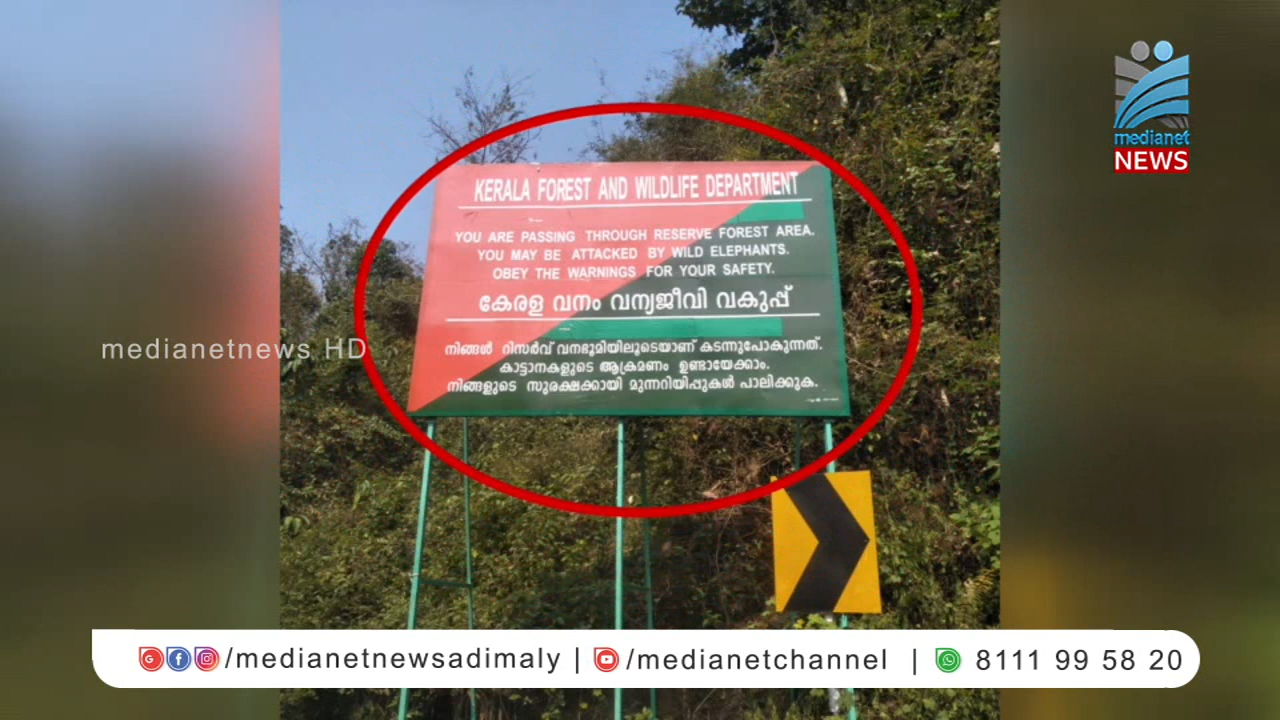 medianet
NEWS
KERALA FOREST AND WILDLIFE DEPARTMENT
YOU ARE PASSING THROUGH RESERVE FOREST AREA.
YOU MAY BE ATTACKED BY WILD ELEPHANTS.
OBEY THE WARNINGS FOR YOUR SAFETY.
കേരള വനം വന്യജീവി വകുപ്പ്
നിങ്ങൾ റിസർവ് വനഭൂമിയിലൂടെയാണ് കടന്നുപോകുന്നത്.
കാട്ടാനകളുടെ ആക്രമണം ഉണ്ടായേക്കാം.
നിങ്ങളുടെ സുരക്ഷക്കായി മുന്നറിയിപ്പുകൾ പാലിക്കുക.
medianetnews HD
/medianetnewsadimaly | /medianetchannel | 8111 99 58 20